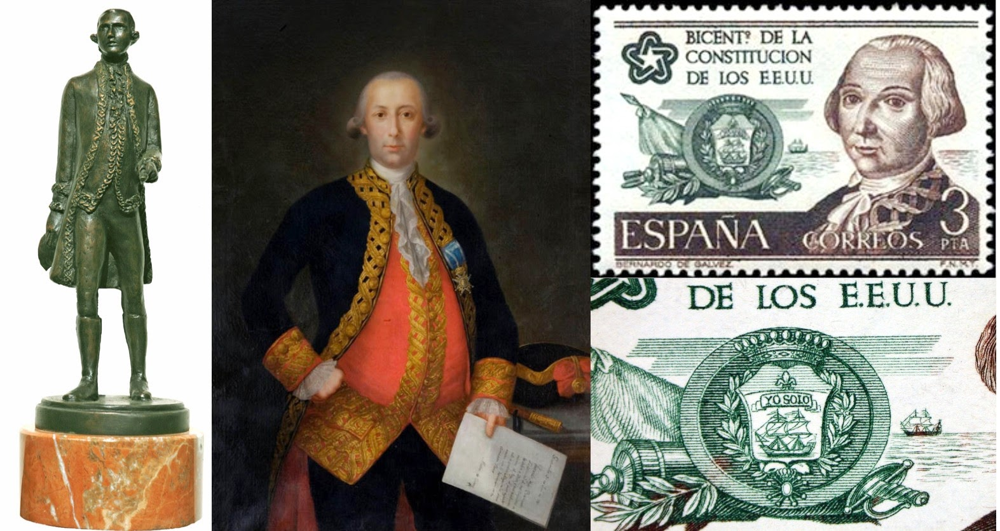 BICENTº DE LA
CONSTITUCION
DE LOS E.E.U.U.
ESPAÑA
CORREOS
3
PTA
BERNARDO DE GALVEZ.
F.N.M.T.
DE LOS E.E.U.U.
YO SOLO